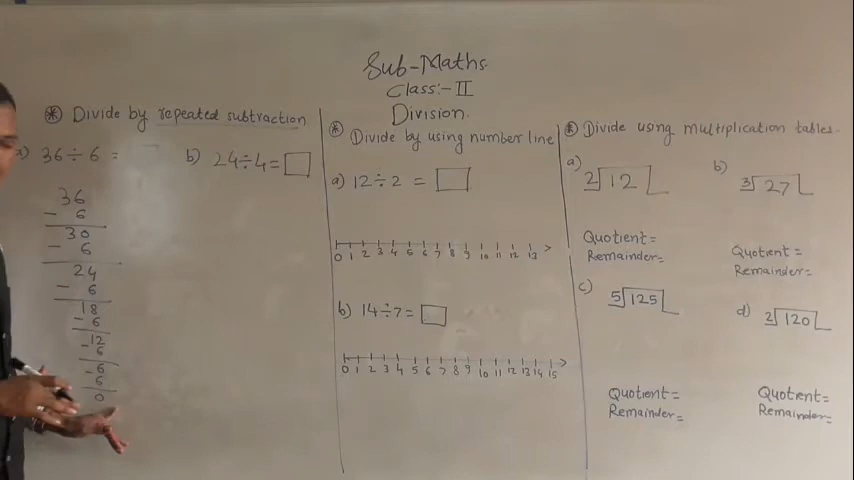 Sub-Maths
Class:-II
Division.
⊛ Divide by repeated subtraction
a) 36÷6 =
b) 24÷4=
36
- 6
30
- 6
24
- 6
18
- 6
-12
6
-6
6
0
* Divide by using number line
a) 12÷2 =
0 1 2 3 4 5 6 7 8 9 10 11 12 13
b) 14÷7=
0 1 2 3 4 5 6 7 8 9 10 11 12 13 14 15
⊛ Divide using multiplication tables.
a) 2)12
Quotient=
Remainder=
b) 3)27
Quotient=
Remainder=
c) 5)125
Quotient=
Remainder=
d) 2)120
Quotient=
Remainder=